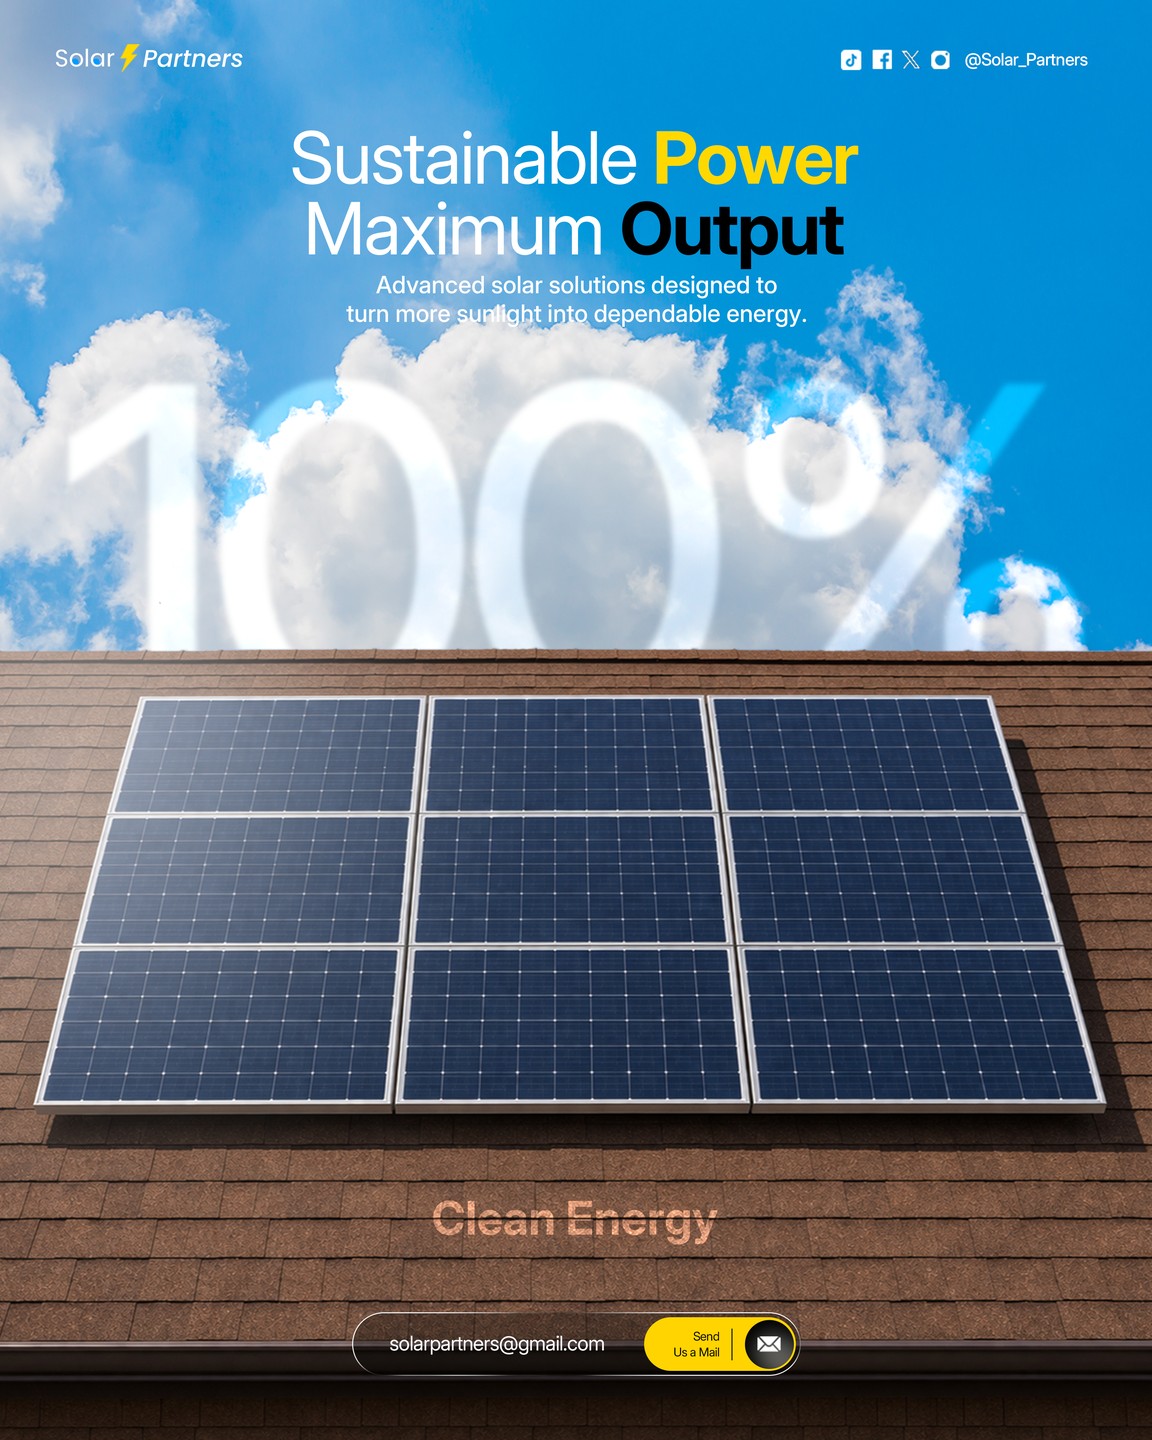 Solar Partners
@Solar_Partners
Sustainable Power
Maximum Output
Advanced solar solutions designed to
turn more sunlight into dependable energy.
100%
Clean Energy
solarpartners@gmail.com
Send
Us a Mail